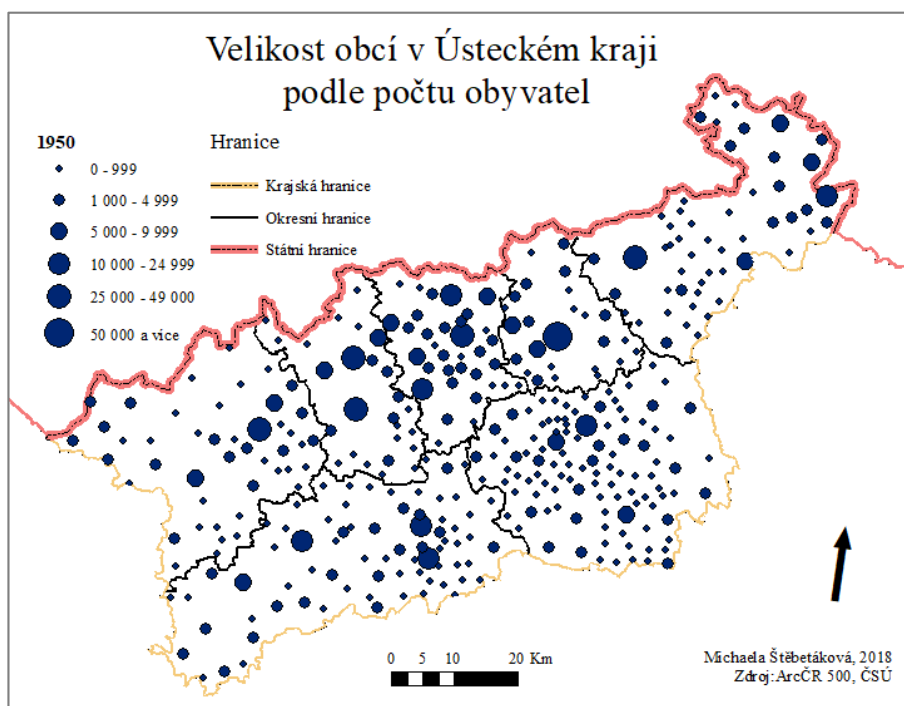 Velikost obcí v Ústeckém kraji
podle počtu obyvatel
1950
0 - 999
1 000 - 4 999
5 000 - 9 999
10 000 - 24 999
25 000 - 49 000
50 000 a více
Hranice
Krajská hranice
Okresní hranice
Státní hranice
0 5 10 20 Km
Michaela Štěbetáková, 2018
Zdroj:ArcČR 500, ČSÚ